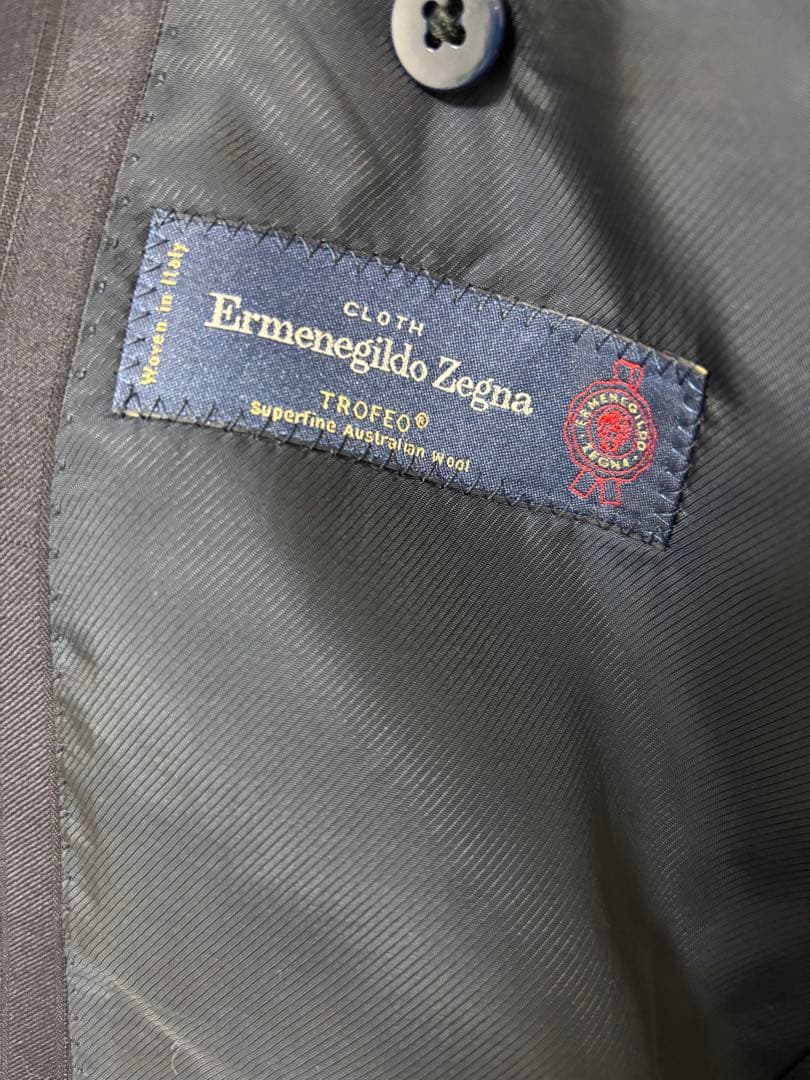 Woven in Italy
CLOTH
Ermenegildo Zegna
TROFEO®
Superfine Australian Wool
ERMENEGILDO
ZEGNA